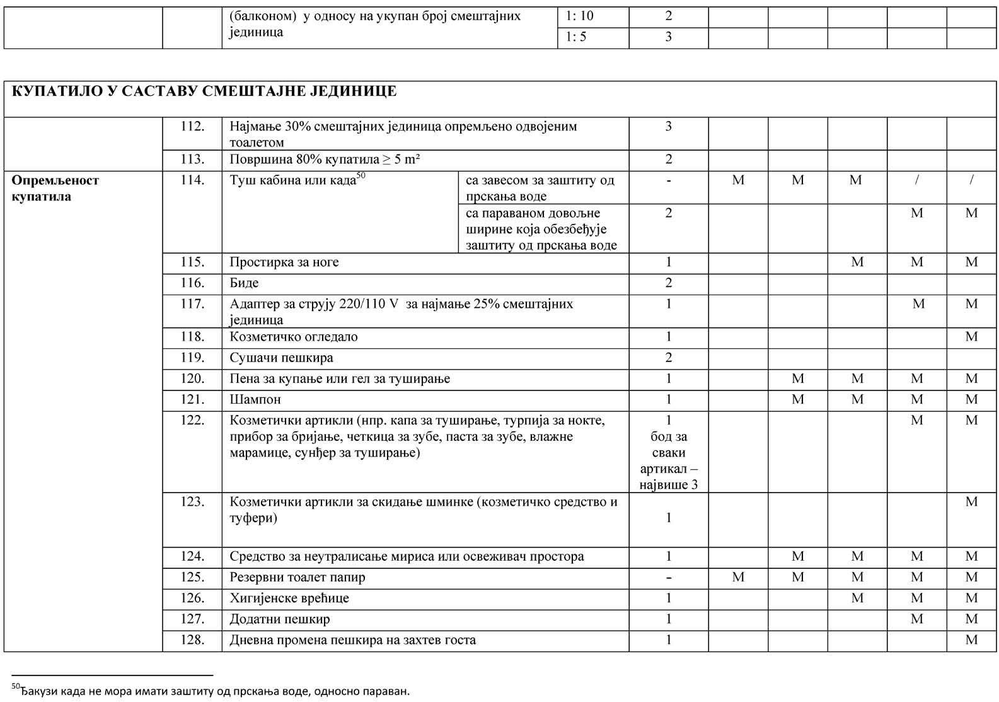 (балконом) у односу на укупан број смештајних 1: 10 2
јединица
1: 5 3
КУПАТИЛО У САСТАВУ СМЕШТАЈНЕ ЈЕДИНИЦЕ
112. Најмање 30% смештајних јединица опремљено одвојеним 3
тоалетом
113. Површина 80% купатила ≥ 5 m² 2
Опремљеност 114. Туш кабина или када⁵⁰ са завесом за заштиту од - М М М / /
купатила прскања воде
са параваном довољне 2 М М
ширине која обезбеђује
заштиту од прскања воде
115. Простирка за ноге 1 М М М
116. Биде 2
117. Адаптер за струју 220/110 V за најмање 25% смештајних 1 М М
јединица
118. Козметичко огледало 1 М
119. Сушачи пешкира 2
120. Пена за купање или гел за туширање 1 М М М М
121. Шампон 1 М М М М
122. Козметички артикли (нпр. капа за туширање, турпија за нокте, 1 М М
прибор за бријање, четкица за зубе, паста за зубе, влажне бод за
марамице, сунђер за туширање) сваки
артикал –
највише 3
123. Козметички артикли за скидање шминке (козметичко средство и М
туфери) 1
124. Средство за неутралисање мириса или освеживач простора 1 М М М М
125. Резервни тоалет папир - М М М М М
126. Хигијенске врећице 1 М М М
127. Додатни пешкир 1 М М
128. Дневна промена пешкира на захтев госта 1 М
⁵⁰Ђакузи када не мора имати заштиту од прскања воде, односно параван.